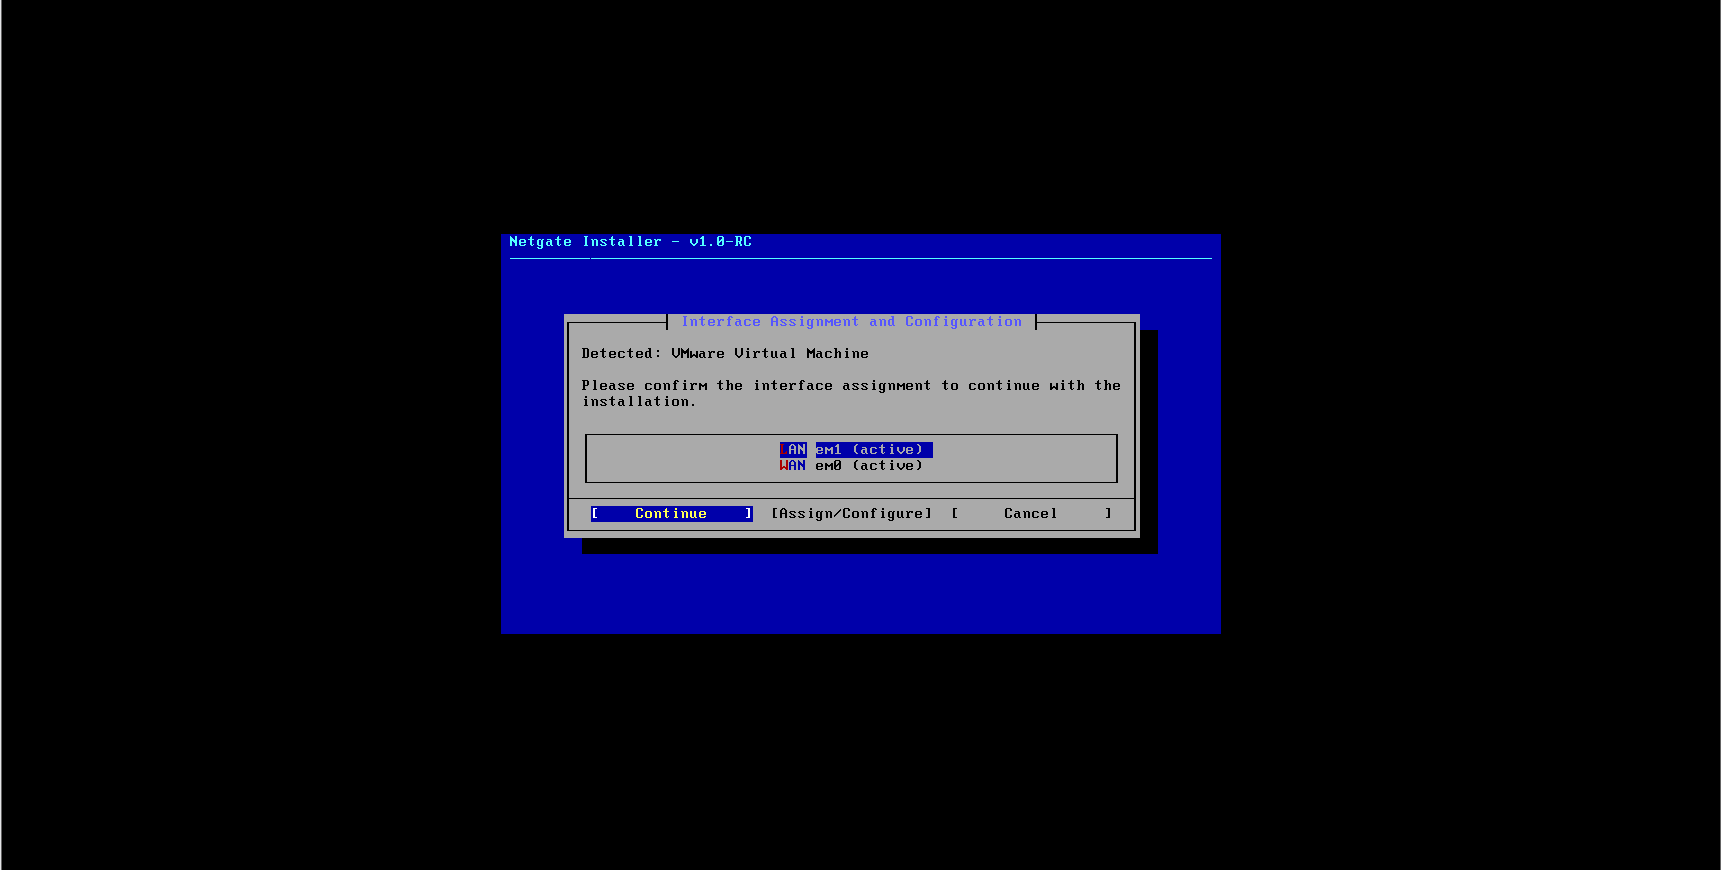 Netgate Installer - v1.0-RC
Interface Assignment and Configuration
Detected: VMware Virtual Machine
Please confirm the interface assignment to continue with the
installation.
LAN em1 (active)
WAN em0 (active)
[ Continue ] [Assign/Configure] [ Cancel ]